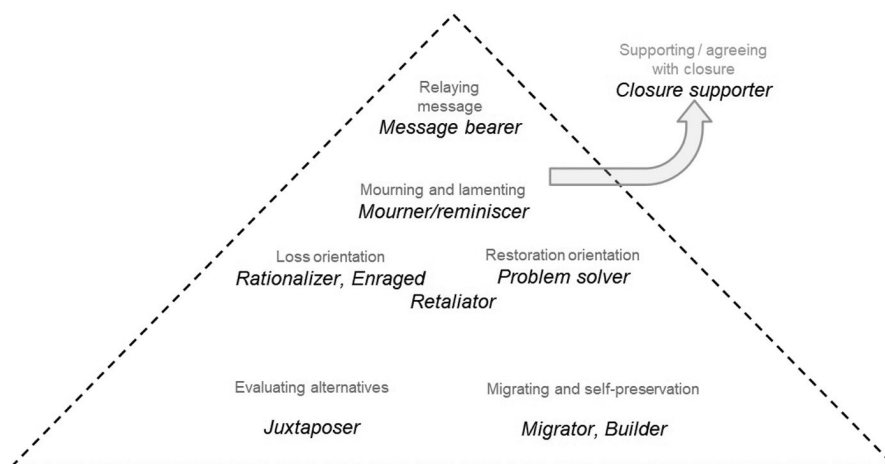 Supporting / agreeing
with closure
Closure supporter
Relaying
message
Message bearer
Mourning and lamenting
Mourner/reminiscer
Loss orientation
Rationalizer, Enraged
Restoration orientation
Problem solver
Retaliator
Evaluating alternatives
Juxtaposer
Migrating and self-preservation
Migrator, Builder